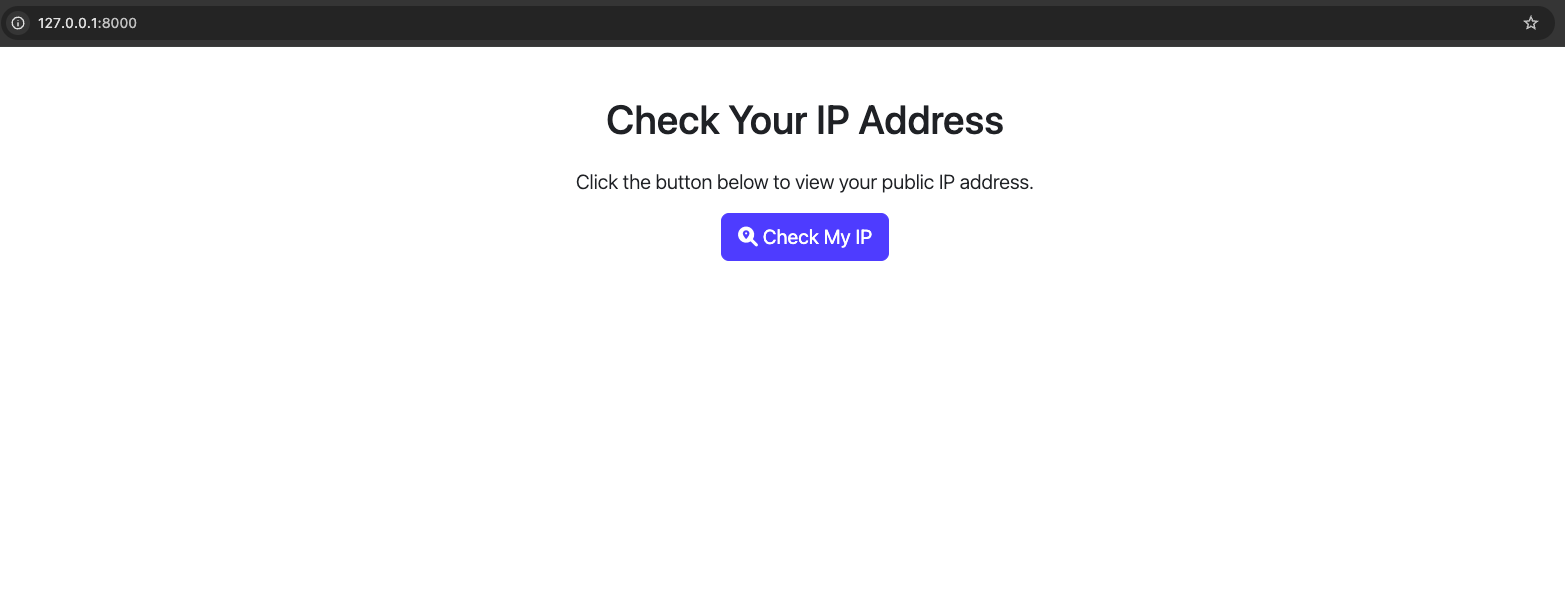 127.0.0.1:8000
Check Your IP Address
Click the button below to view your public IP address.
Check My IP